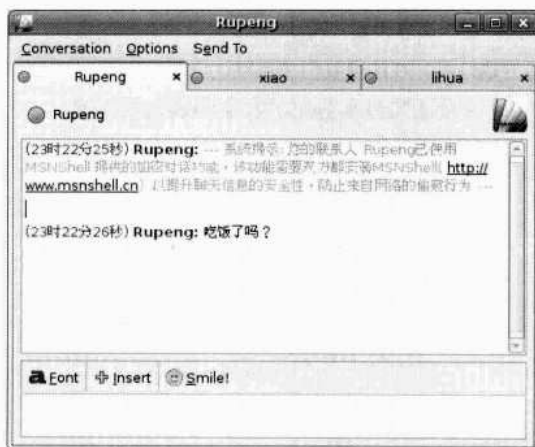 Rupeng
Conversation Options Send To
Rupeng
xiao
lihua
Rupeng
(23时22分25秒) Rupeng: ··· 系统提示: 您的联系人 Rupeng已使用
MSNShell 提供的加密对话功能，该功能需要双方都安装MSNShell( http://
www.msnshell.cn) 以提升聊天信息的安全性，防止来自网络的偷窥行为 ···
(23时22分26秒) Rupeng: 吃饭了吗？
Font Insert Smile!